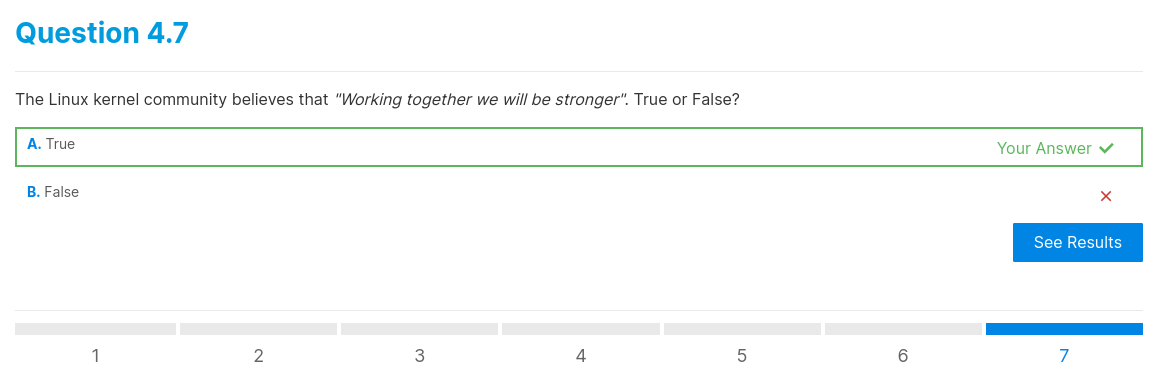 Question 4.7
The Linux kernel community believes that "Working together we will be stronger". True or False?
A. True
Your Answer ✓
B. False
See Results
1 2 3 4 5 6 7